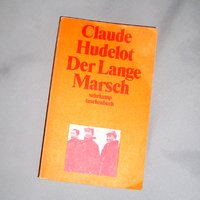 Claude
Hudelot
Der Lange
Marsch
suhrkamp
taschenbuch